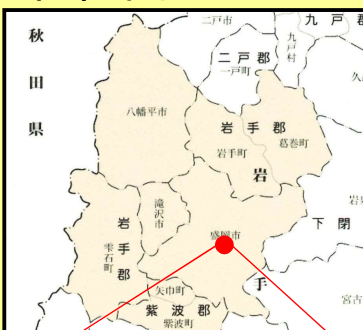 二戸市
九戸郡
九戸村
秋田県
二戸郡
一戸町
久
八幡平市
岩手郡
葛巻町
岩手町
岩
岩
滝沢市
下閉
盛岡市
岩手郡
雫石町
手
矢巾町
宮古
紫波郡
紫波町